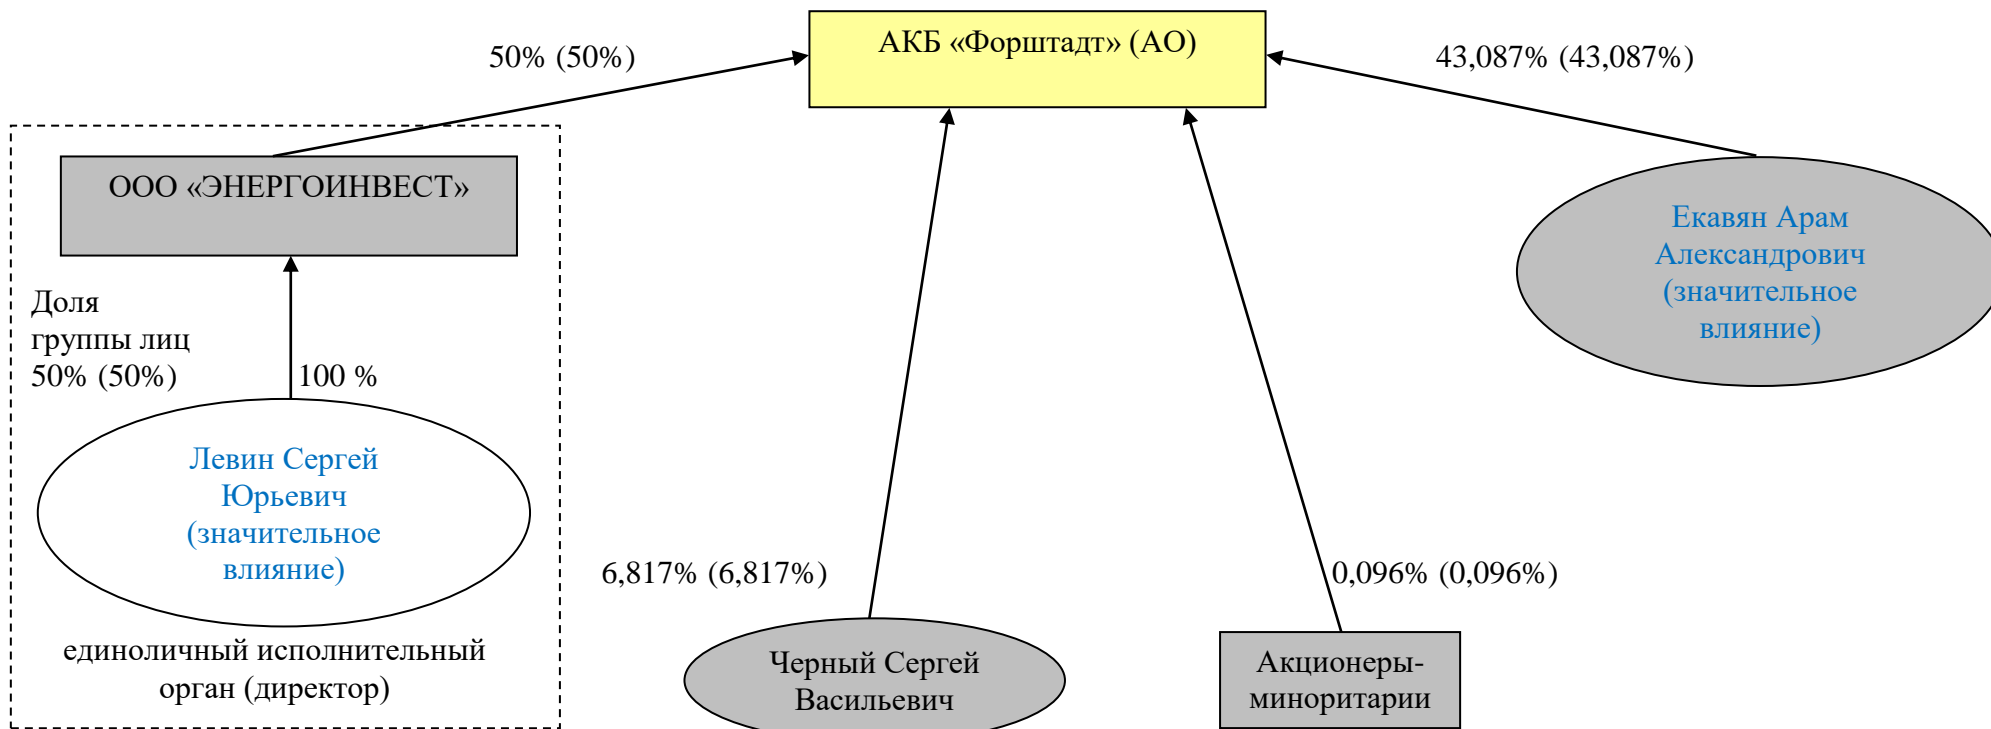 АКБ «Форштадт» (АО)
50% (50%)
43,087% (43,087%)
ООО «ЭНЕРГОИНВЕСТ»
Екавян Арам
Александрович
(значительное
влияние)
Доля
группы лиц
50% (50%)
100 %
Левин Сергей
Юрьевич
(значительное
влияние)
6,817% (6,817%)
0,096% (0,096%)
единоличный исполнительный
орган (директор)
Черный Сергей
Васильевич
Акционеры-
миноритарии